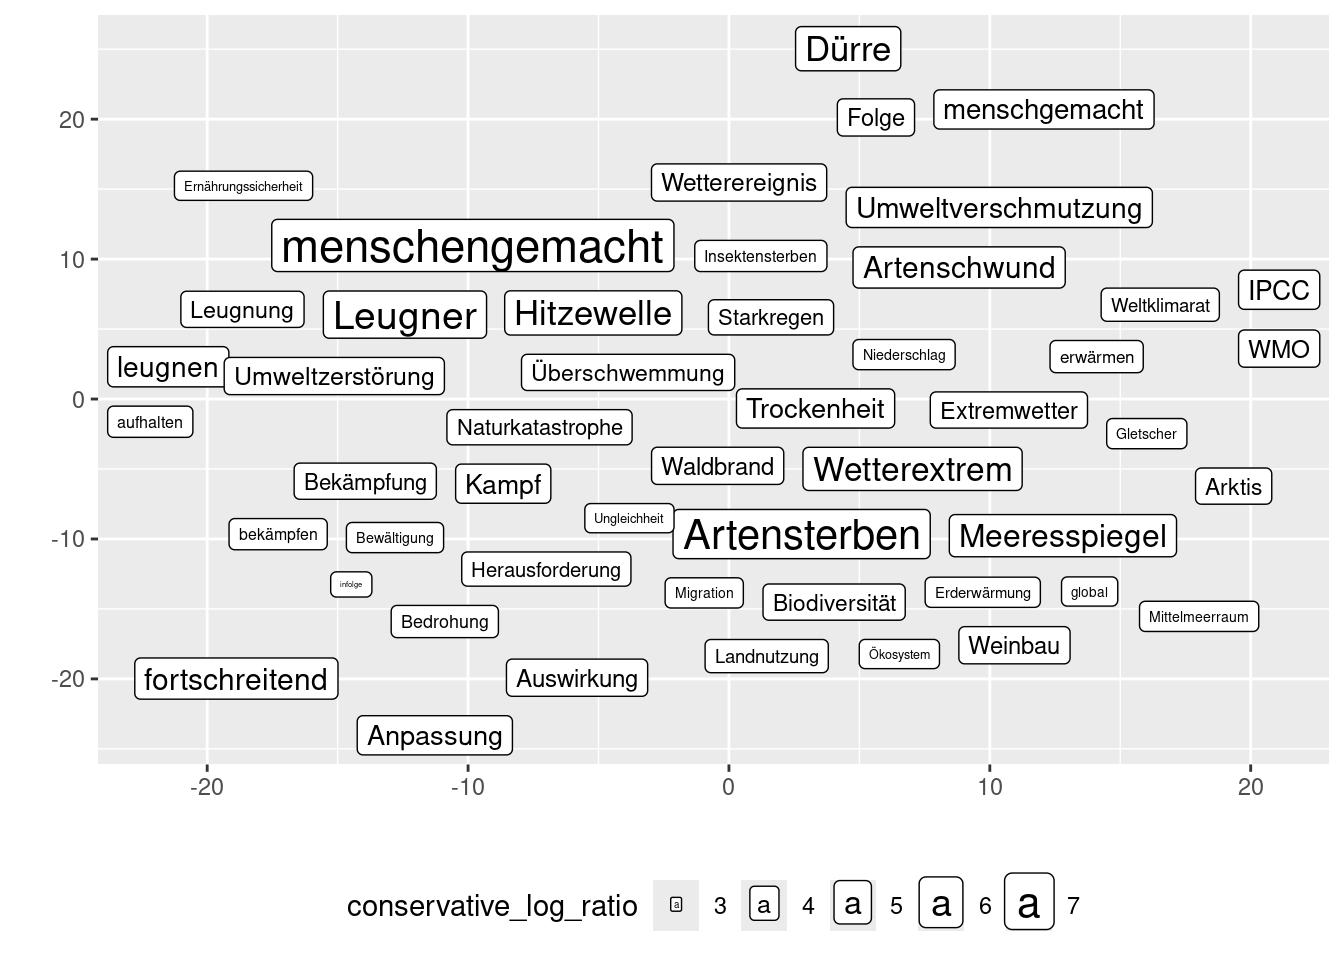 Dürre
20
Folge
menschgemacht
Ernährungssicherheit
Wetterereignis
Umweltverschmutzung
10
menschengemacht
Insektensterben
Artenschwund
IPCC
Leugnung
Leugner
Hitzewelle
Starkregen
Weltklimarat
Niederschlag
erwärmen
WMO
leugnen
Umweltzerstörung
Überschwemmung
0
Trockenheit
Extremwetter
aufhalten
Naturkatastrophe
Gletscher
Bekämpfung
Kampf
Waldbrand
Wetterextrem
Arktis
-10
bekämpfen
Bewältigung
Ungleichheit
Artensterben
Meeresspiegel
infolge
Herausforderung
Migration
Biodiversität
Erderwärmung
global
Mittelmeerraum
Bedrohung
Landnutzung
Ökosystem
Weinbau
-20
fortschreitend
Auswirkung
Anpassung
-20 -10 0 10 20
conservative_log_ratio a 3 a 4 a 5 a 6 a 7